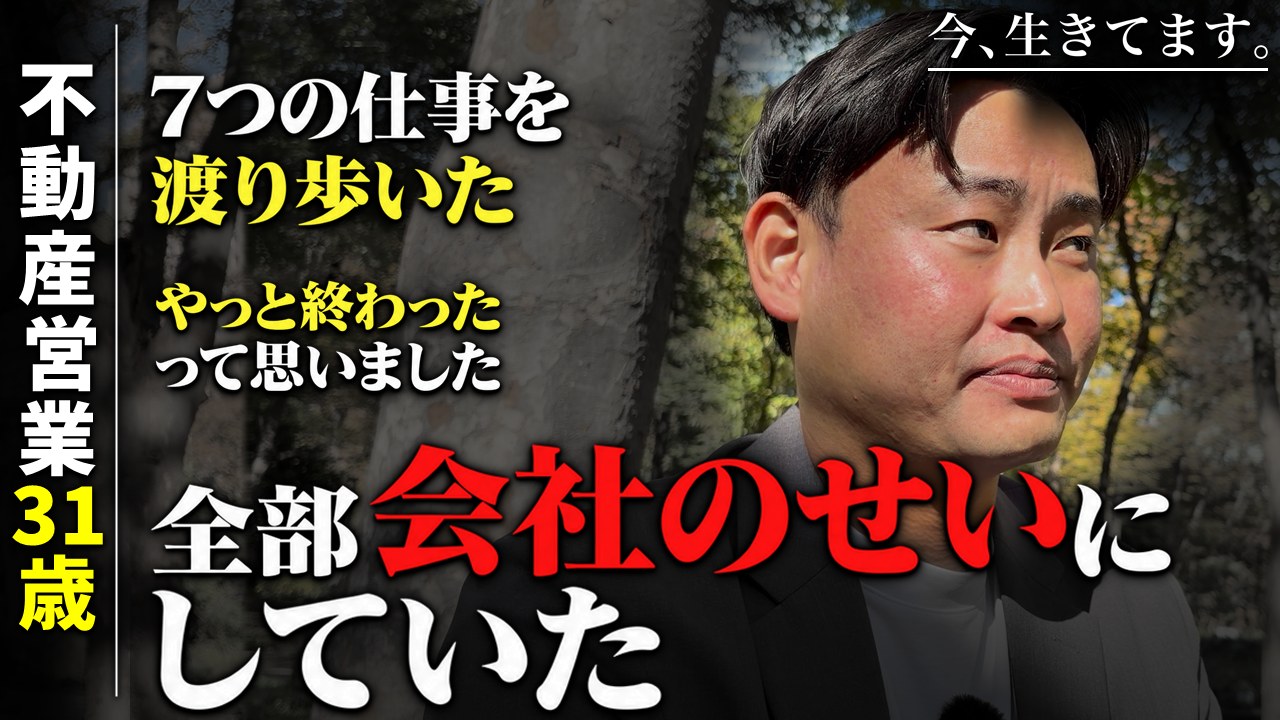 今、生きてます。
不動産営業31歳
7つの仕事を
渡り歩いた
やっと終わった
って思いました
全部会社のせいに
していた